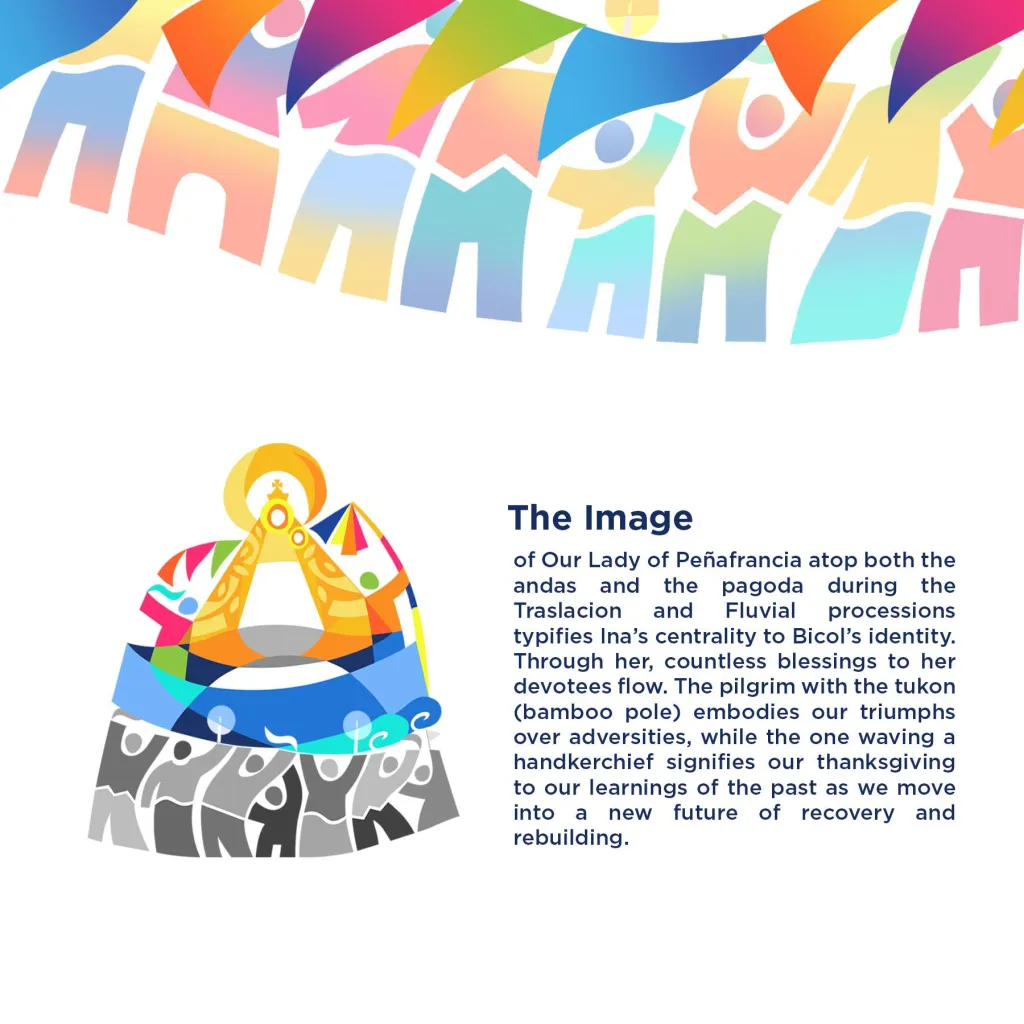 The Image
of Our Lady of Peñafrancia atop both the
andas and the pagoda during the
Traslacion and Fluvial processions
typifies Ina's centrality to Bicol's identity.
Through her, countless blessings to her
devotees flow. The pilgrim with the tukon
(bamboo pole) embodies our triumphs
over adversities, while the one waving a
handkerchief signifies our thanksgiving
to our learnings of the past as we move
into a new future of recovery and
rebuilding.